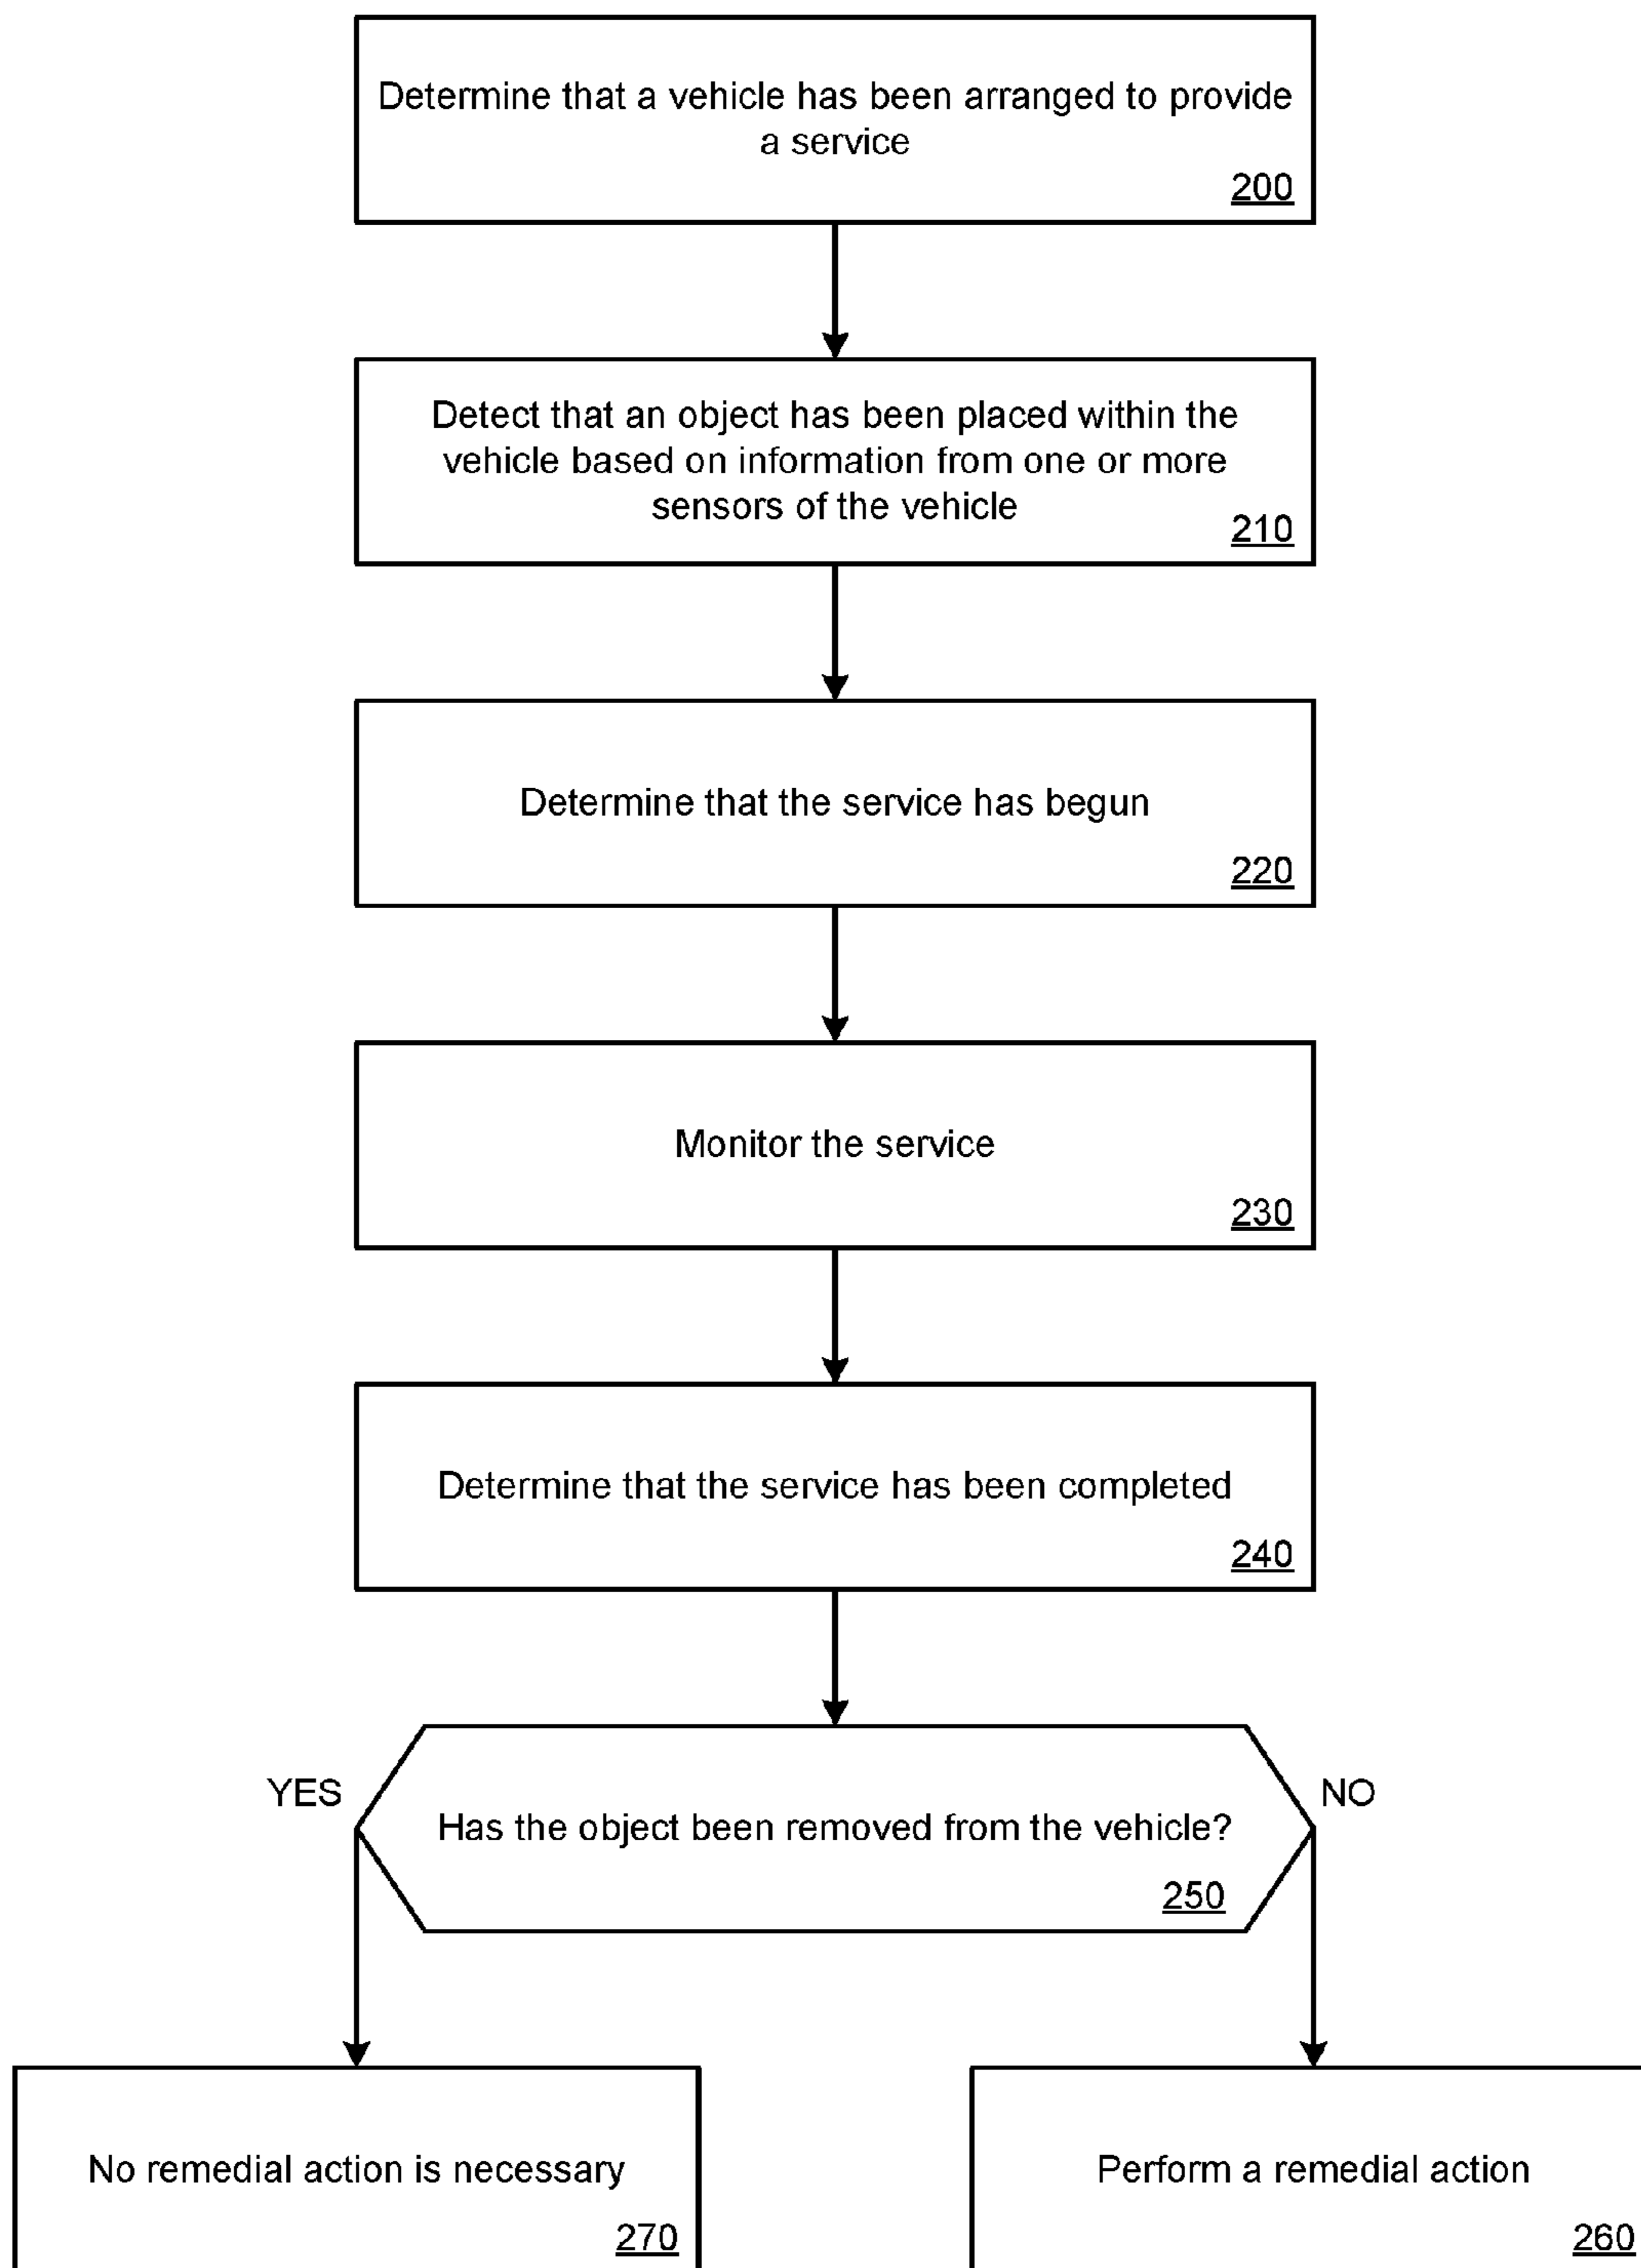 Determine that a vehicle has been arranged to provide
a service
200
Detect that an object has been placed within the
vehicle based on information from one or more
sensors of the vehicle
210
Determine that the service has begun
220
Monitor the service
230
Determine that the service has been completed
240
YES
NO
Has the object been removed from the vehicle?
250
No remedial action is necessary
270
Perform a remedial action
260